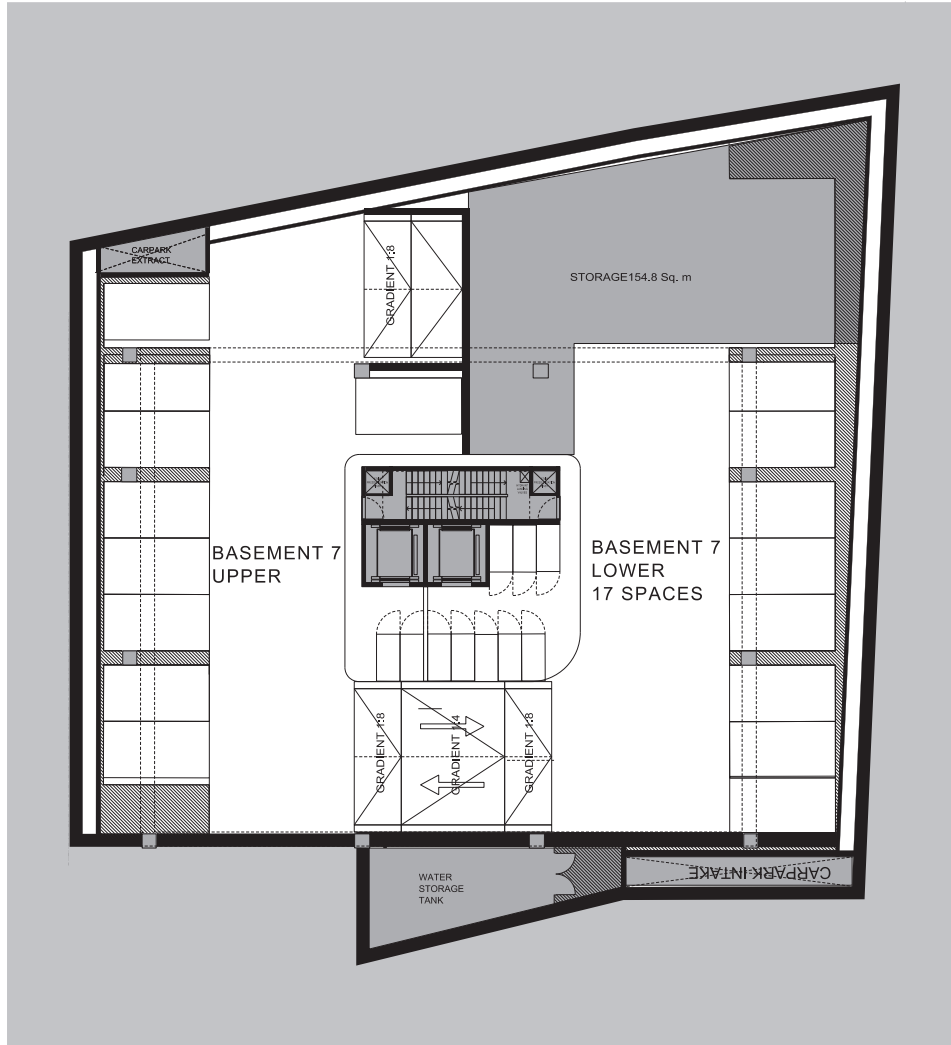 CARPARK
EXTRACT
GRADIENT 1:8
STORAGE154.8 Sq. m
BASEMENT 7
UPPER
BASEMENT 7
LOWER
17 SPACES
GRADIENT 1:8
GRADIENT 1:4
GRADIENT 1:8
WATER
STORAGE
TANK
CARPARK INTAKE